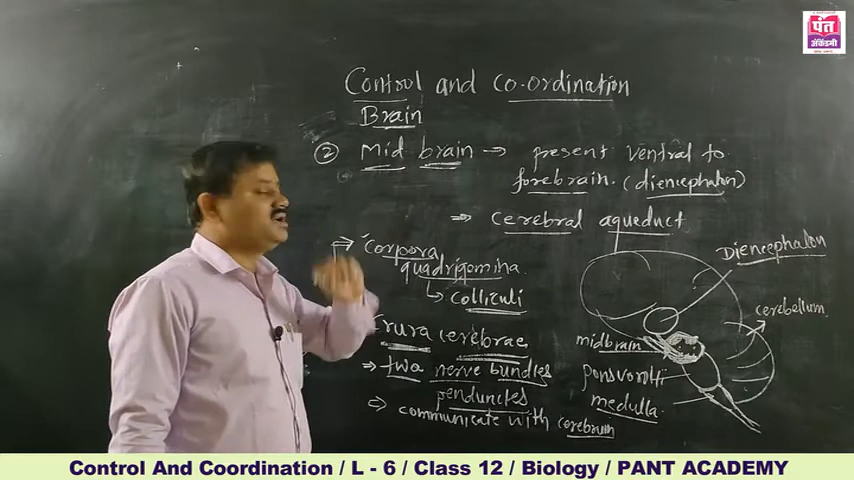 पंत
अ‍ॅकॅडमी
Control and Co-ordination
Brain
② Mid brain → present ventral to
forebrain. (diencephalon)
⇒ cerebral aqueduct
⇒ Corpora
quadrigemina
↳ colliculi
Crura cerebrae
⇒ two nerve bundles
penduncles
⇒ communicate with cerebrum
Diencephalon
cerebellum
midbrain
ponsvorolli
medulla
Control And Coordination / L - 6 / Class 12 / Biology / PANT ACADEMY